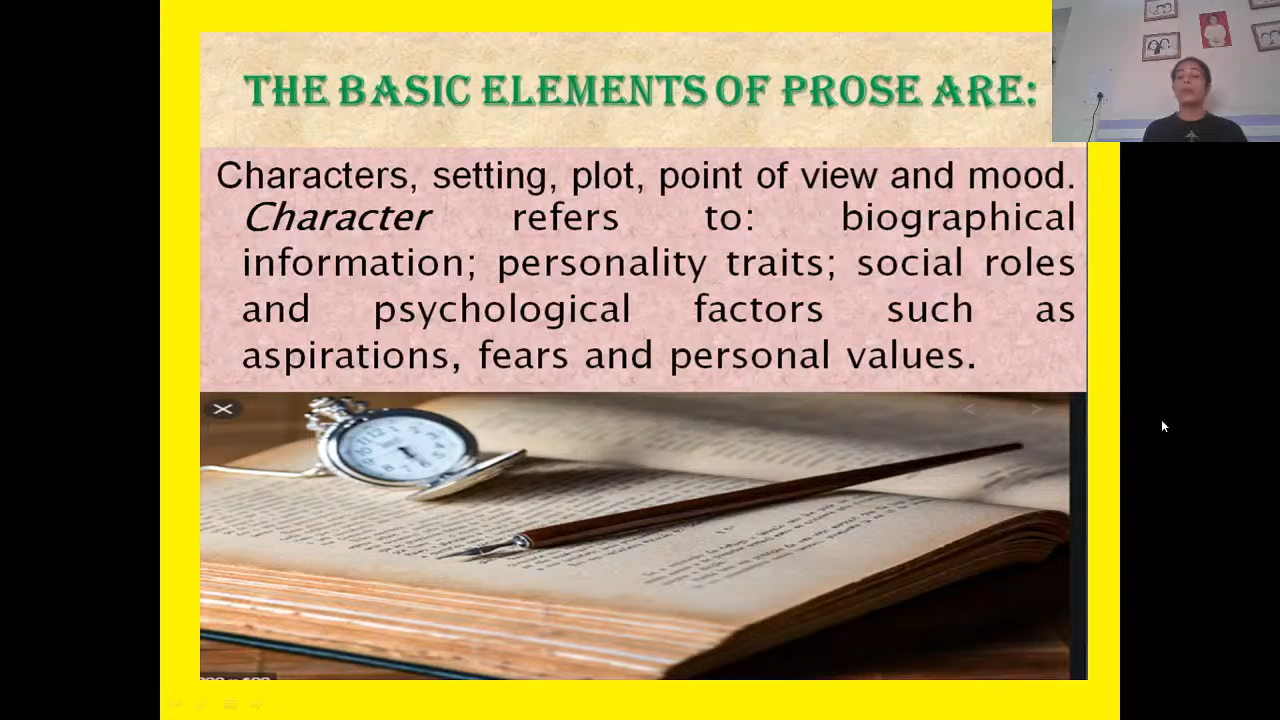 THE BASIC ELEMENTS OF PROSE ARE:
Characters, setting, plot, point of view and mood.
Character refers to: biographical
information; personality traits; social roles
and psychological factors such as
aspirations, fears and personal values.